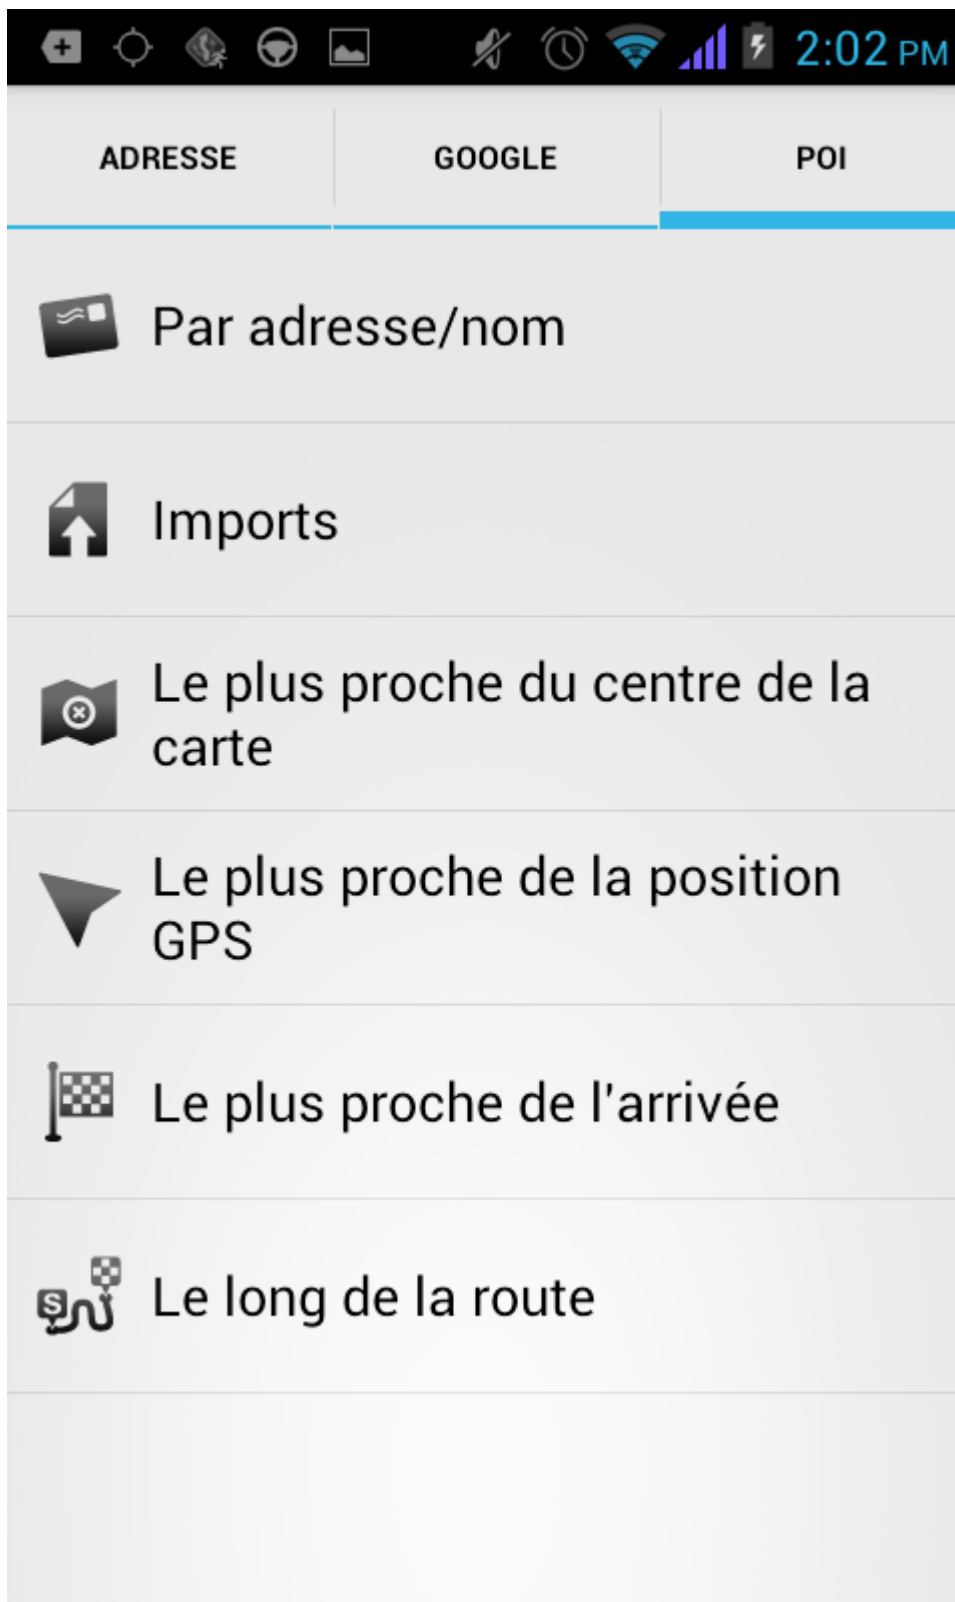 2:02 PM
ADRESSE GOOGLE POI
Par adresse/nom
Imports
Le plus proche du centre de la
carte
Le plus proche de la position
GPS
Le plus proche de l'arrivée
S
Le long de la route